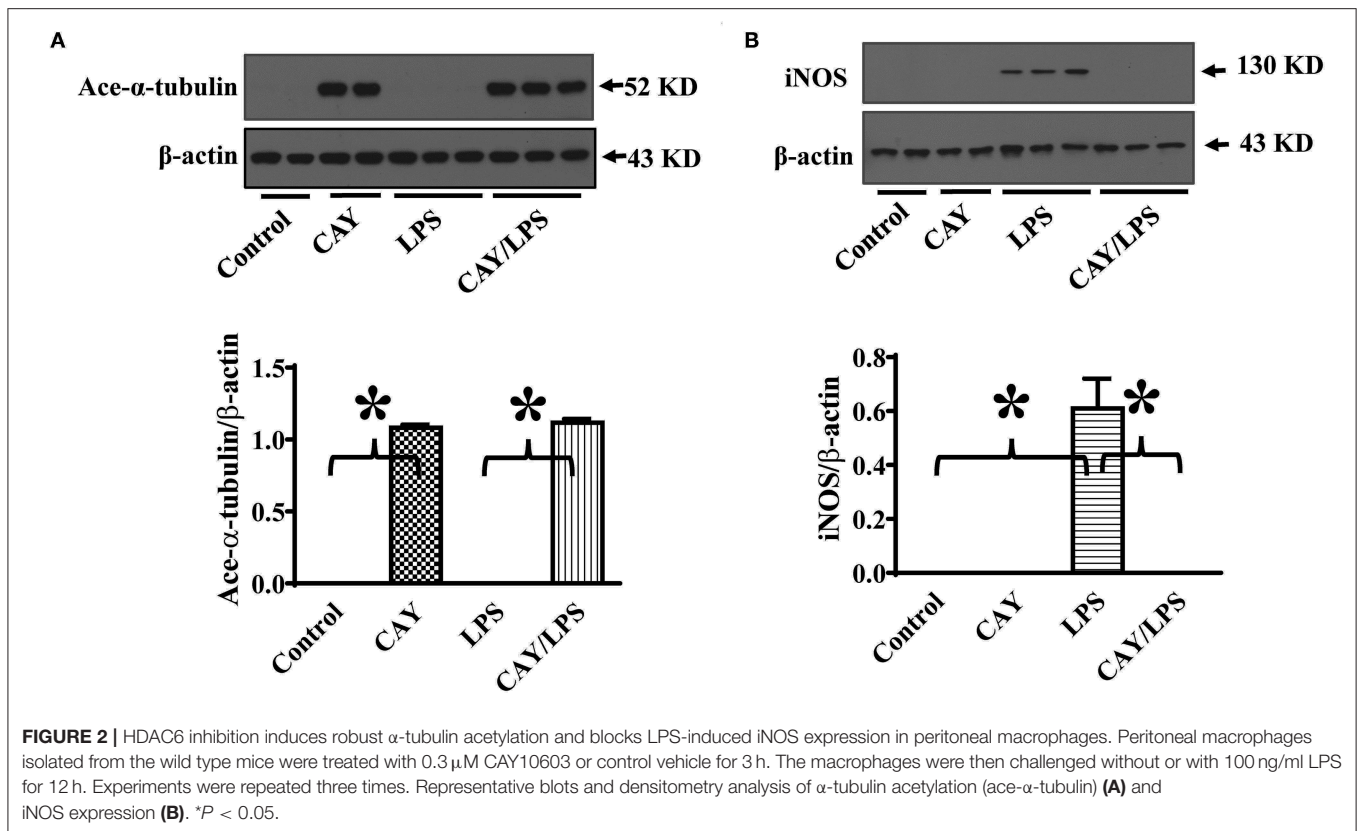 A
Ace-α-tubulin
52 KD
β-actin
43 KD
Control
CAY
LPS
CAY/LPS
Ace-α-tubulin/β-actin
1.5
1.0
0.5
0.0
*
*
Control
CAY
LPS
CAY/LPS
B
iNOS
130 KD
β-actin
43 KD
Control
CAY
LPS
CAY/LPS
iNOS/β-actin
0.8
0.6
0.4
0.2
0.0
*
*
Control
CAY
LPS
CAY/LPS
FIGURE 2 | HDAC6 inhibition induces robust α-tubulin acetylation and blocks LPS-induced iNOS expression in peritoneal macrophages. Peritoneal macrophages
isolated from the wild type mice were treated with 0.3 μM CAY10603 or control vehicle for 3 h. The macrophages were then challenged without or with 100 ng/ml LPS
for 12 h. Experiments were repeated three times. Representative blots and densitometry analysis of α-tubulin acetylation (ace-α-tubulin) (A) and
iNOS expression (B). *P < 0.05.